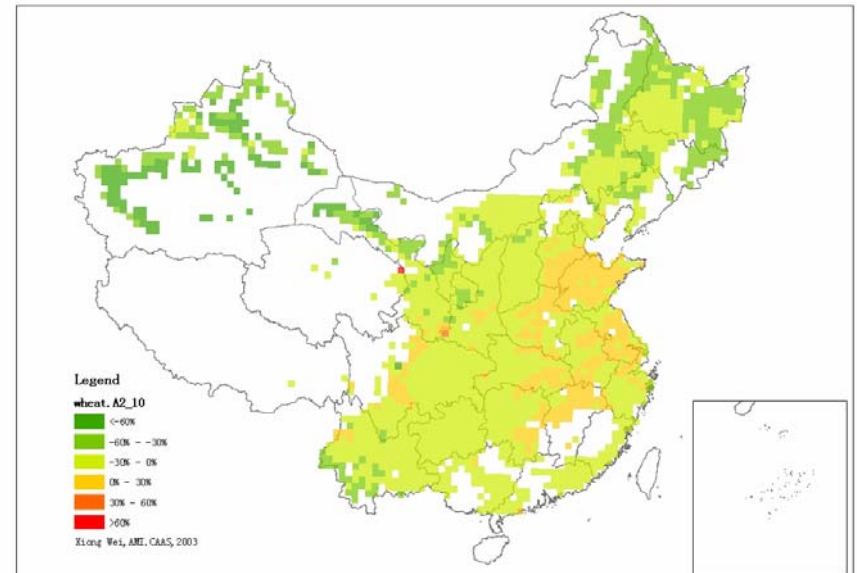 Legend
wheat.A2_10
<-60%
-60% - -30%
-30% - 0%
0% - 30%
30% - 60%
>60%
Xiong Wei, AMI.CAAS, 2003